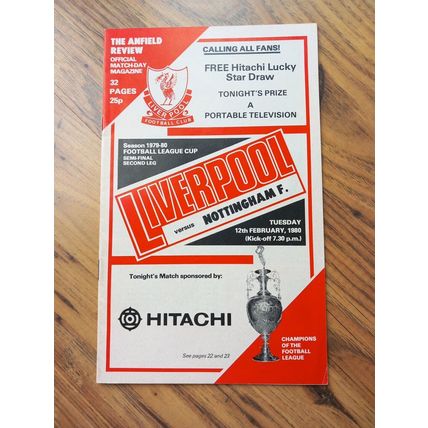 THE ANFIELD
REVIEW
OFFICIAL
MATCH-DAY
MAGAZINE
32
PAGES
25p
LIVERPOOL
FOOTBALL CLUB
CALLING ALL FANS!
FREE Hitachi Lucky
Star Draw
TONIGHT'S PRIZE
A
PORTABLE TELEVISION
Season 1979-80
FOOTBALL LEAGUE CUP
SEMI-FINAL
SECOND LEG
LIVERPOOL
versus NOTTINGHAM F.
TUESDAY
12th FEBRUARY, 1980
(Kick-off 7.30 p.m.)
Tonight's Match sponsored by:
HITACHI
See pages 22 and 23
CHAMPIONS
OF THE
FOOTBALL
LEAGUE